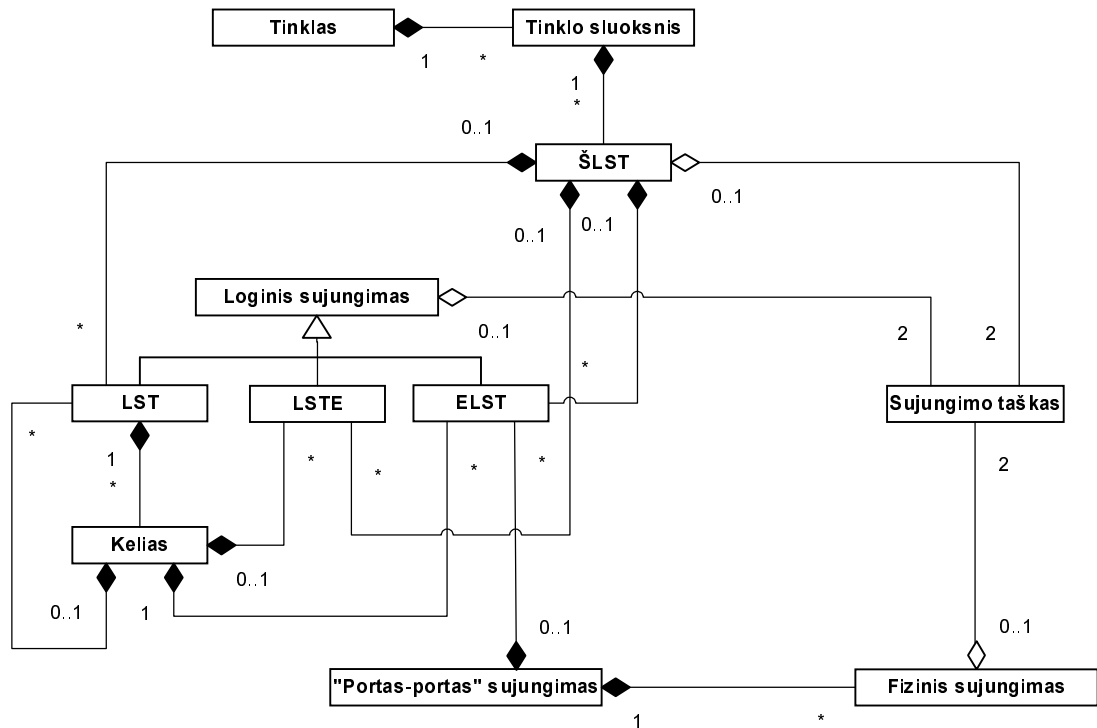 Tinklas
Tinklo sluoksnis
1
*
1
*
0..1
ŠLST
0..1
0..1
0..1
Loginis sujungimas
0..1
*
2
2
*
LST
LSTE
ELST
Sujungimo taškas
*
1
*
*
*
*
*
2
Kelias
0..1
0..1
1
0..1
0..1
"Portas-portas" sujungimas
Fizinis sujungimas
1
*